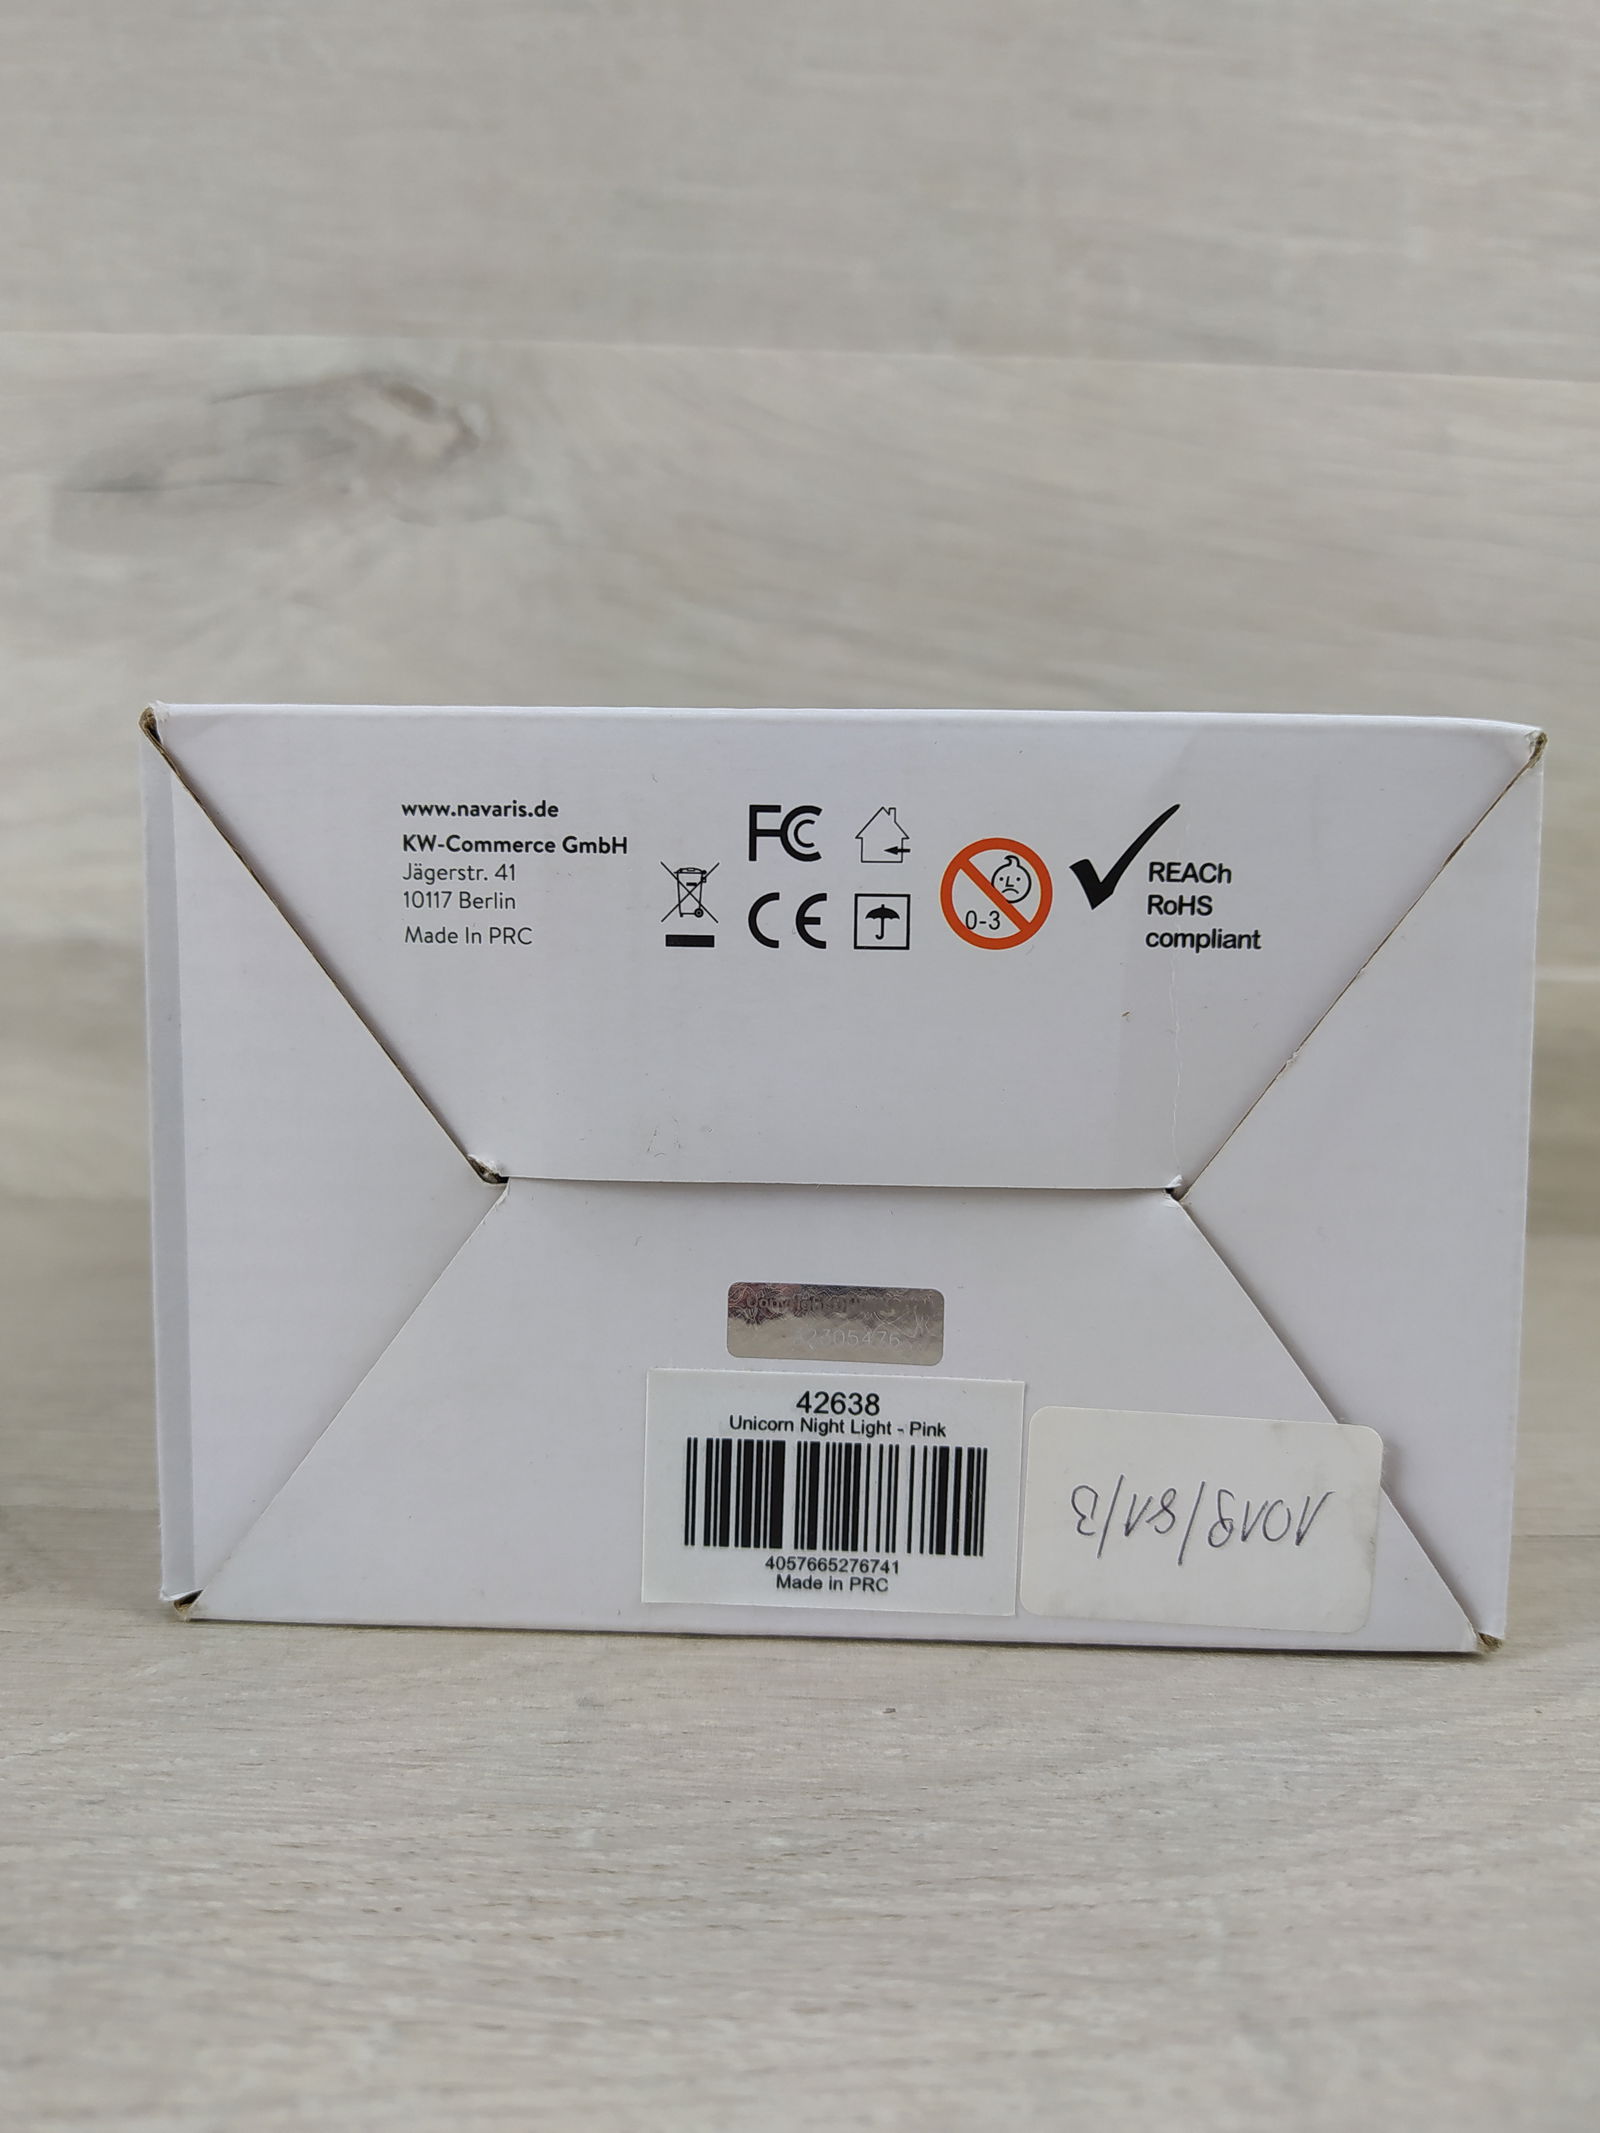 www.navaris.de
KW-Commerce GmbH
Jägerstr. 41
10117 Berlin
Made In PRC
FC
CE
0-3
REACh
RoHS
compliant
42638
Unicorn Night Light - Pink
4057665276741
Made in PRC